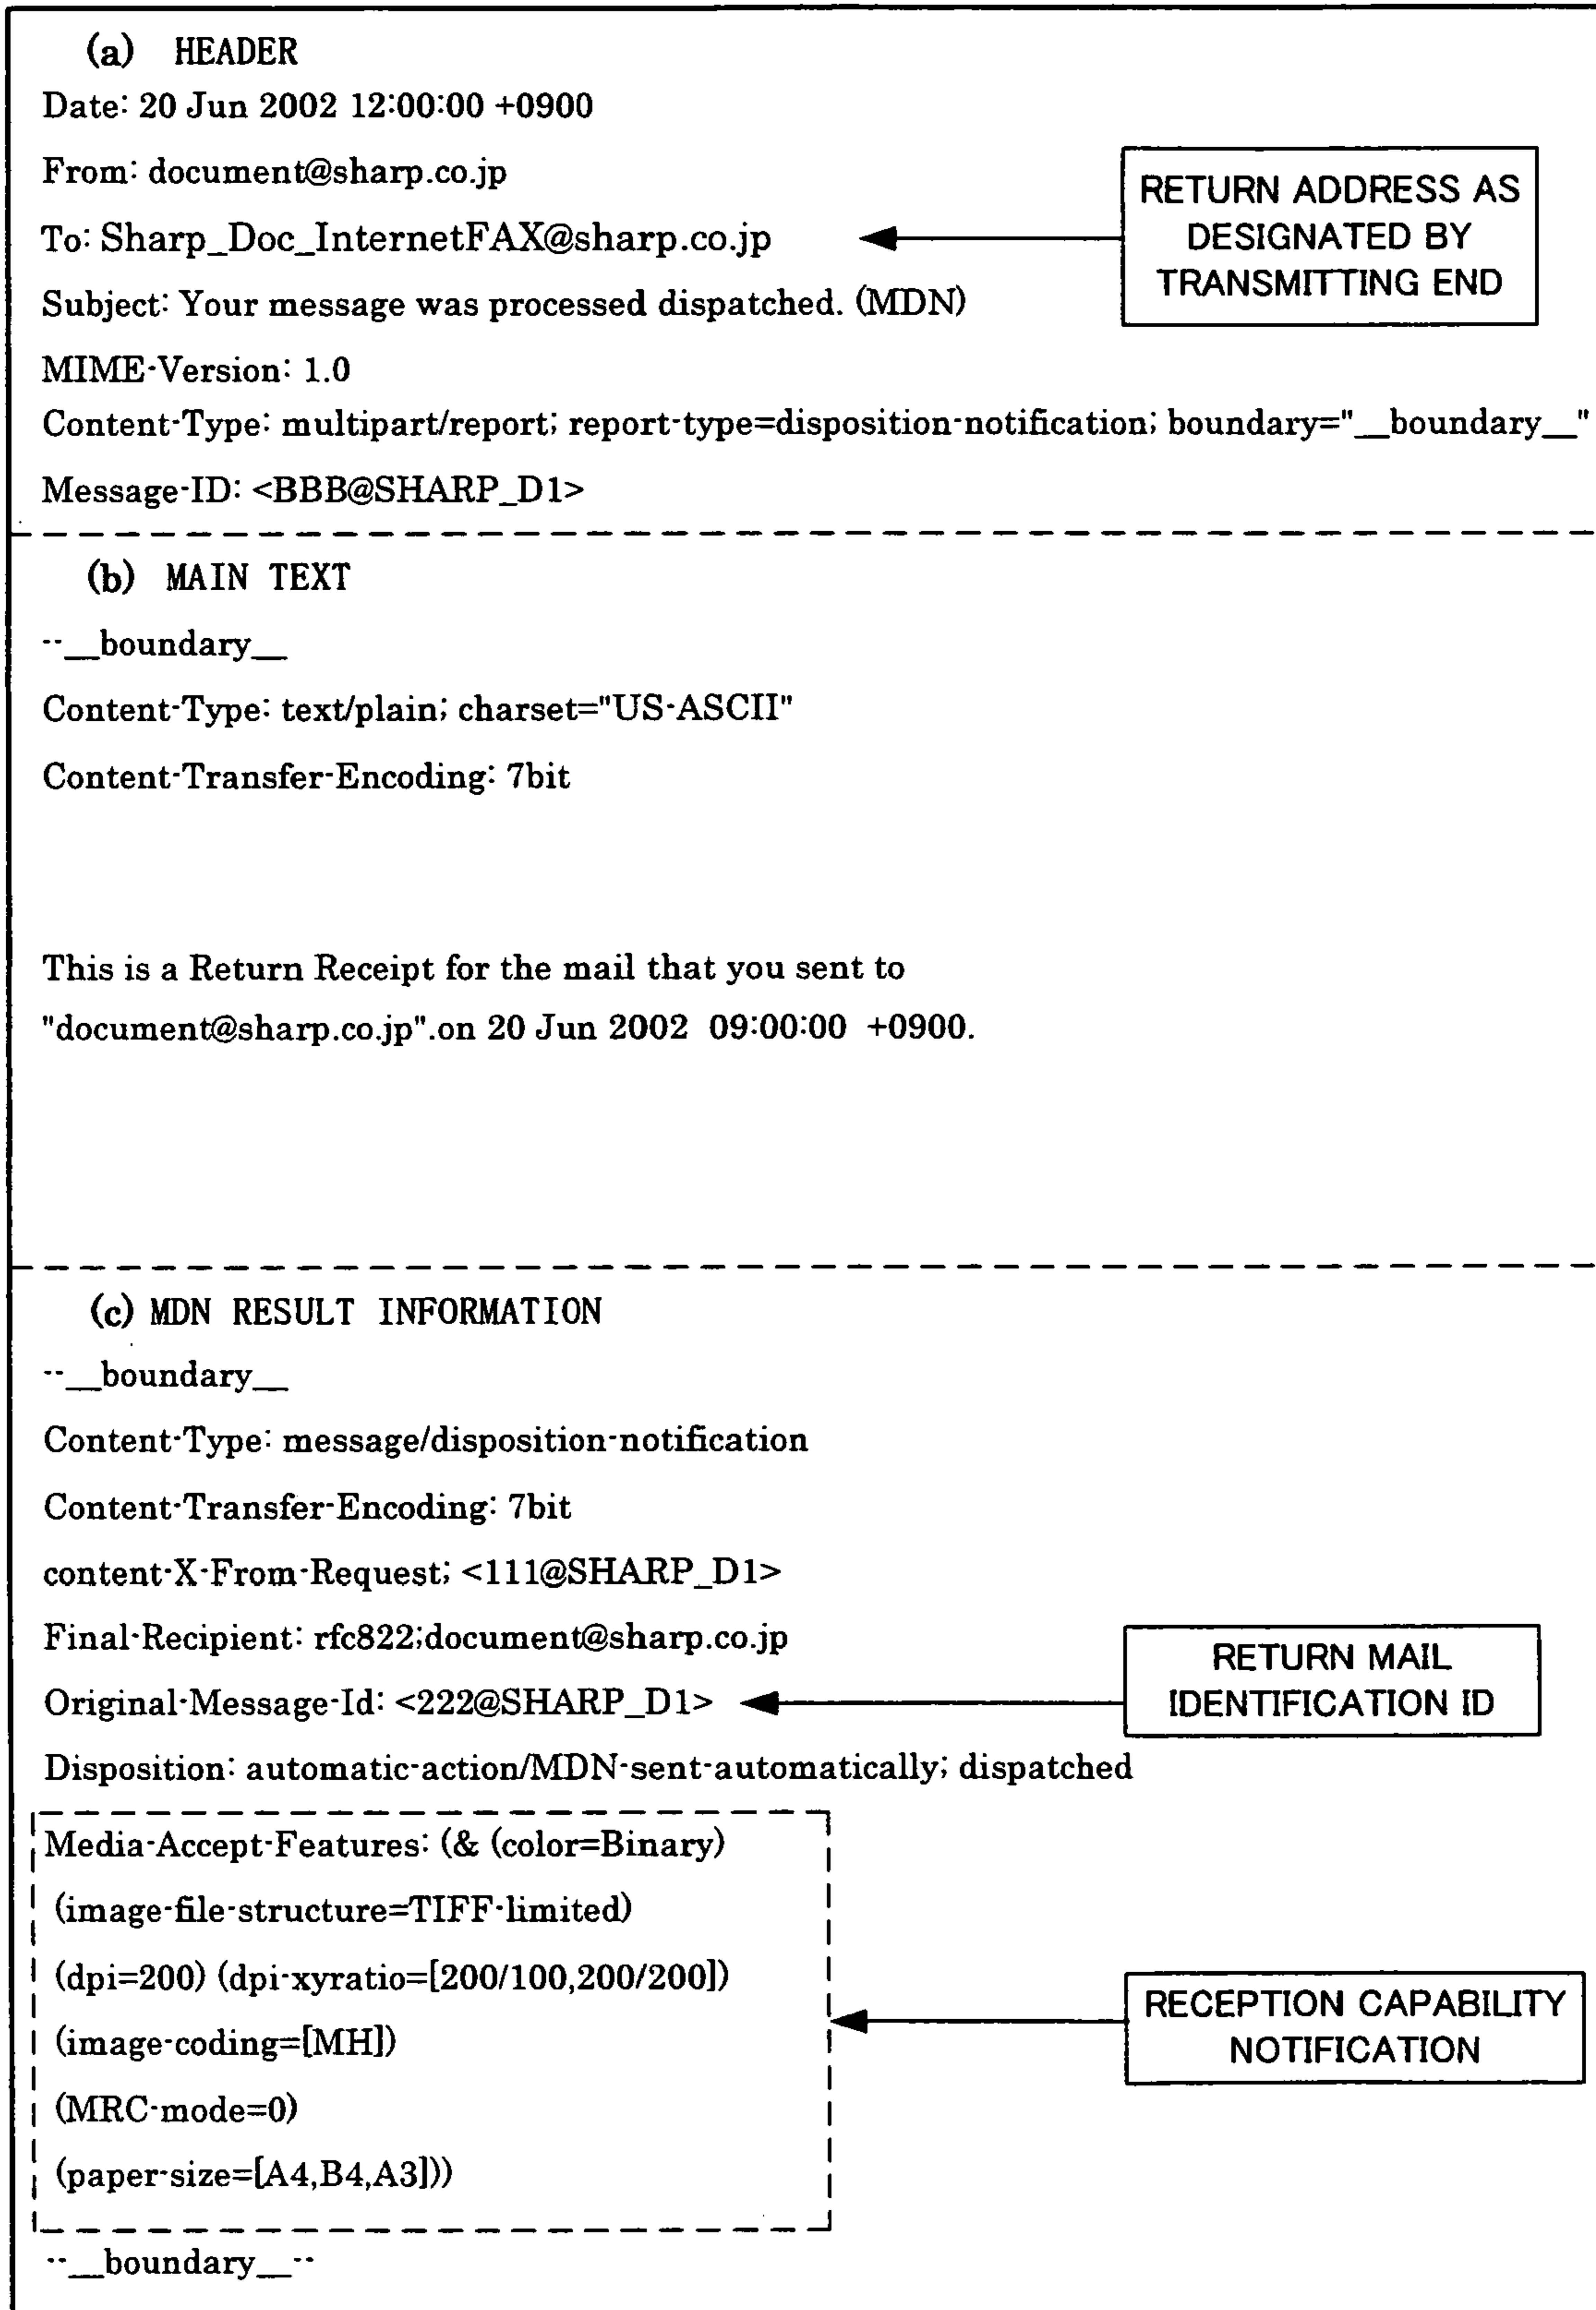 (a) HEADER
Date: 20 Jun 2002 12:00:00 +0900
From: document@sharp.co.jp
To: Sharp_Doc_InternetFAX@sharp.co.jp
RETURN ADDRESS AS
DESIGNATED BY
TRANSMITTING END
Subject: Your message was processed dispatched. (MDN)
MIME-Version: 1.0
Content-Type: multipart/report; report-type=disposition-notification; boundary="__boundary__"
Message-ID: <BBB@SHARP_D1>
(b) MAIN TEXT
--__boundary__
Content-Type: text/plain; charset="US-ASCII"
Content-Transfer-Encoding: 7bit
This is a Return Receipt for the mail that you sent to
"document@sharp.co.jp".on 20 Jun 2002 09:00:00 +0900.
(c) MDN RESULT INFORMATION
--__boundary__
Content-Type: message/disposition-notification
Content-Transfer-Encoding: 7bit
content-X-From-Request; <111@SHARP_D1>
Final-Recipient: rfc822;document@sharp.co.jp
Original-Message-Id: <222@SHARP_D1>
RETURN MAIL
IDENTIFICATION ID
Disposition: automatic-action/MDN-sent-automatically; dispatched
Media-Accept-Features: (& (color=Binary)
(image-file-structure=TIFF-limited)
(dpi=200) (dpi-xyratio=[200/100,200/200])
(image-coding=[MH])
(MRC-mode=0)
(paper-size=[A4,B4,A3]))
RECEPTION CAPABILITY
NOTIFICATION
--__boundary__--